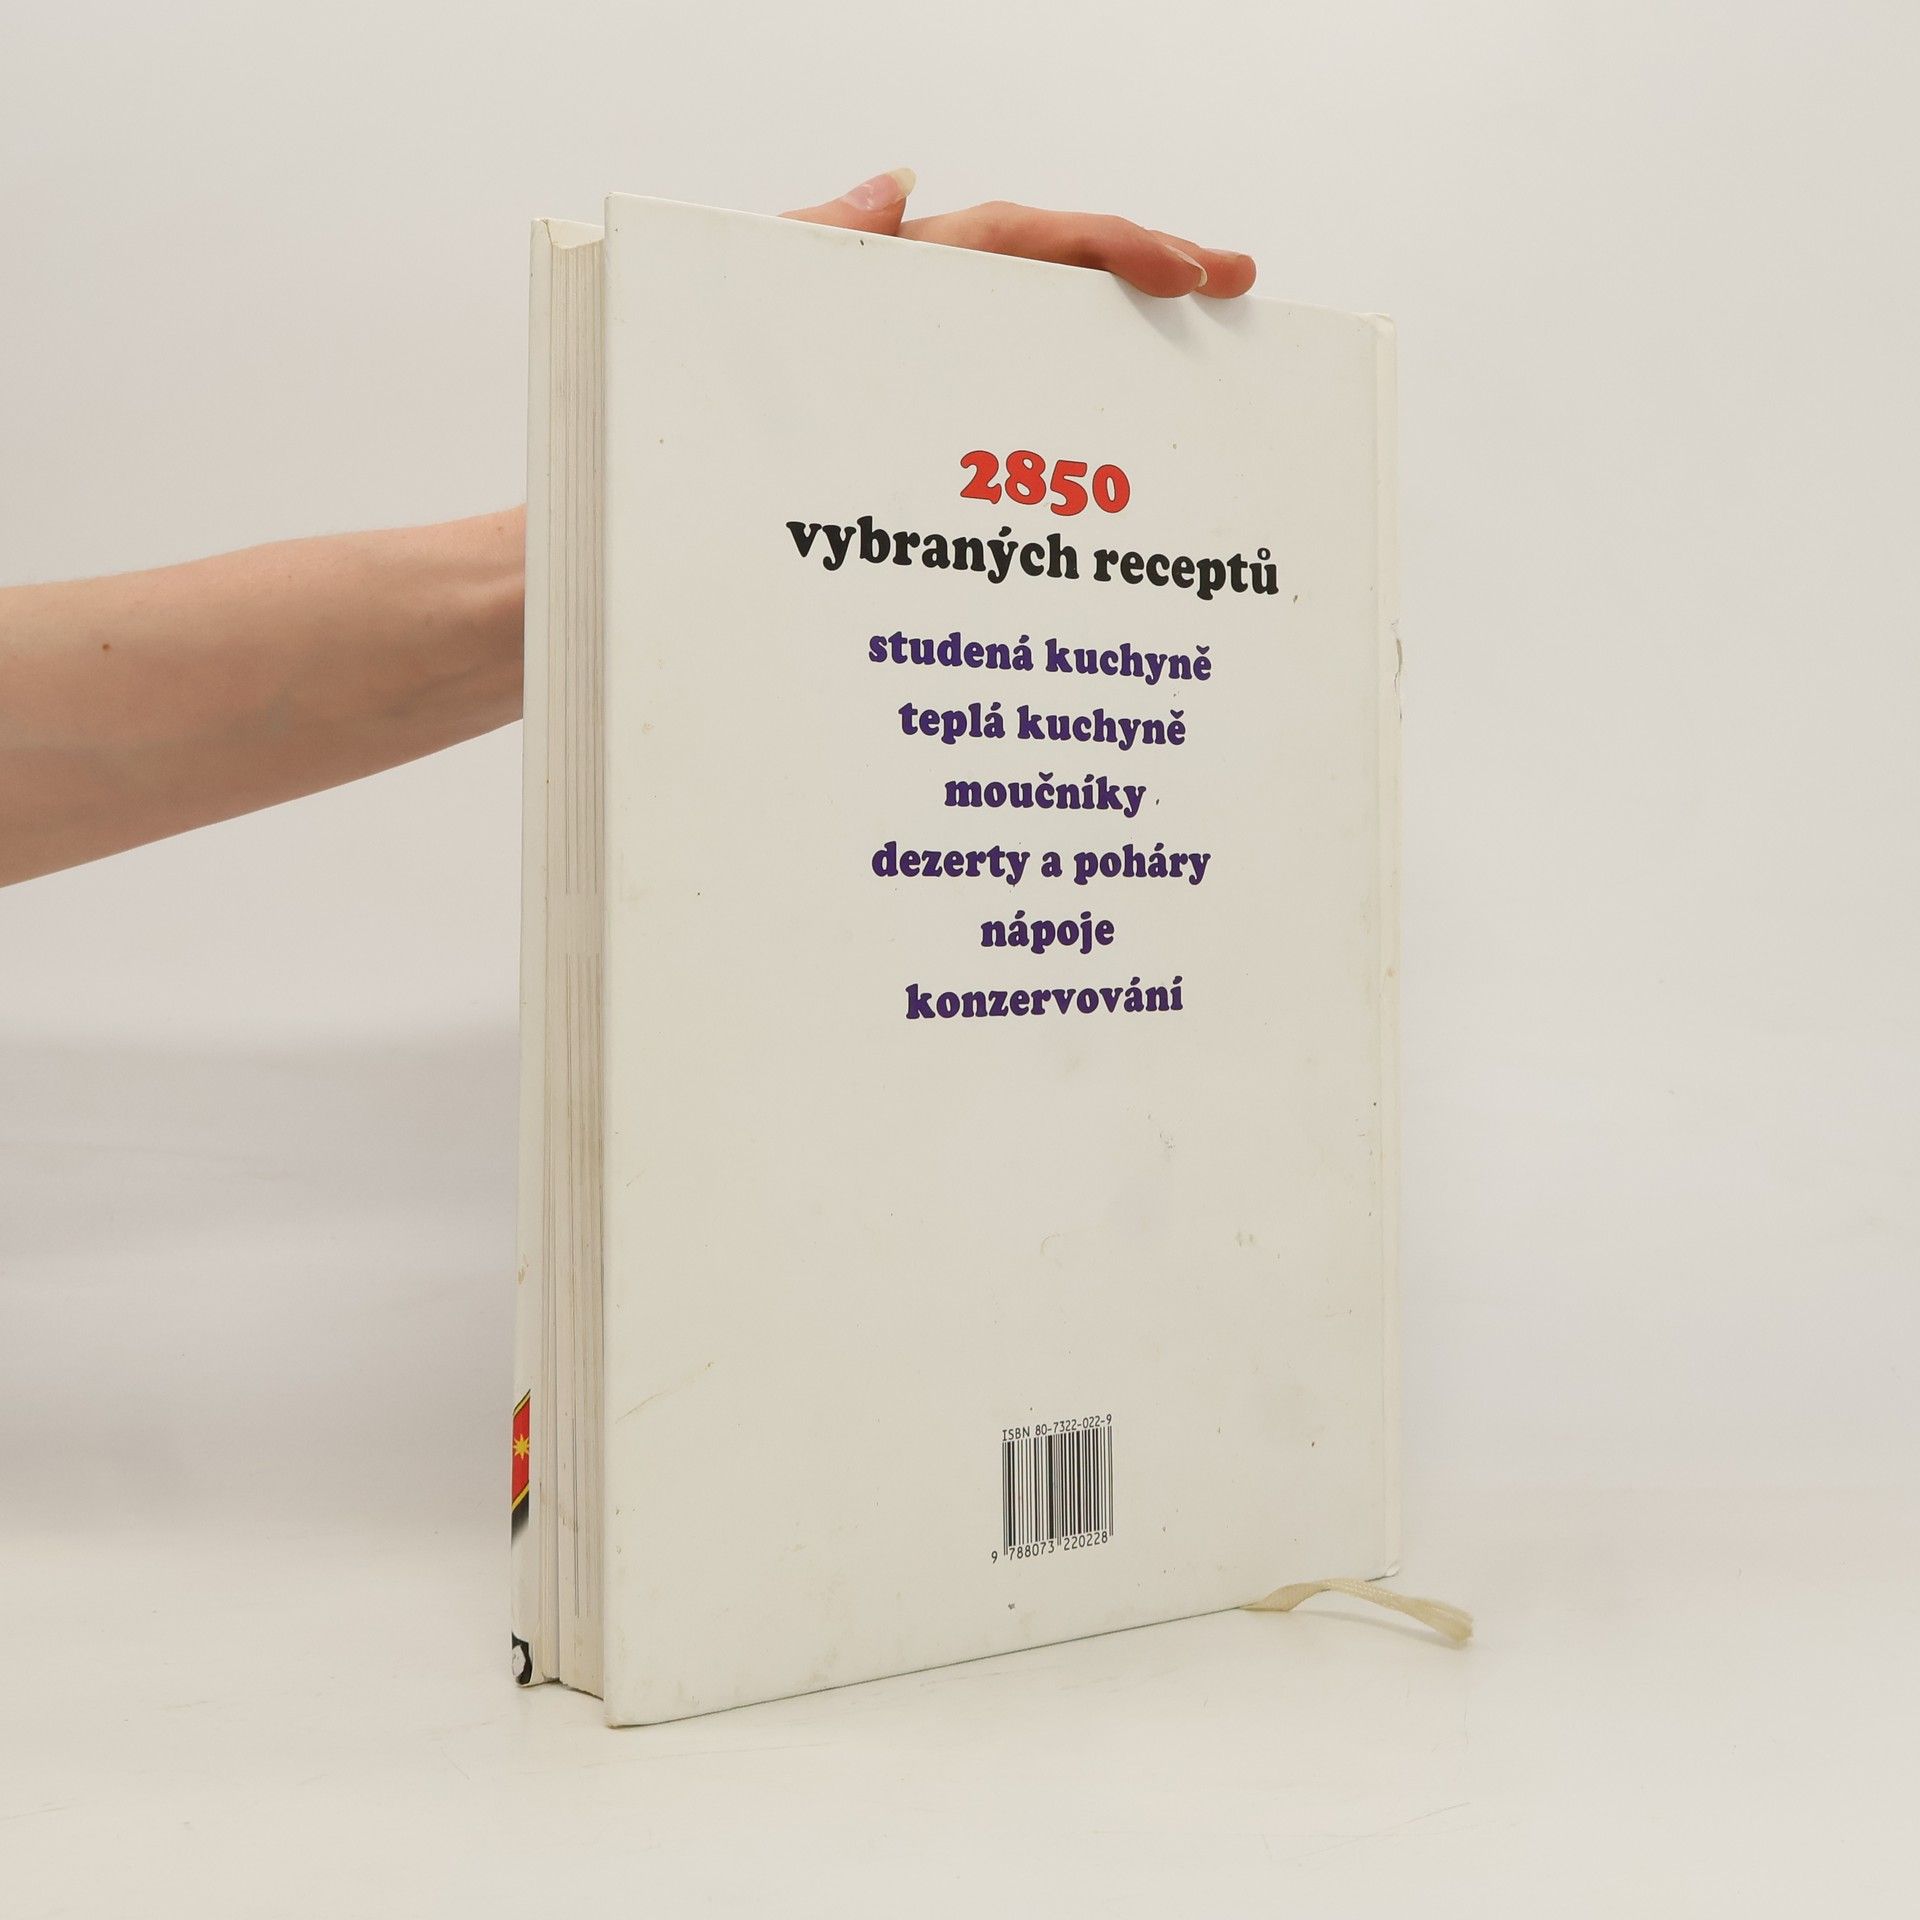 2850
vybraných receptů
studená kuchyně
teplá kuchyně
moučníky
dezerty a poháry
nápoje
konzervování
ISBN 80-7322-022-9
9 788073 220228